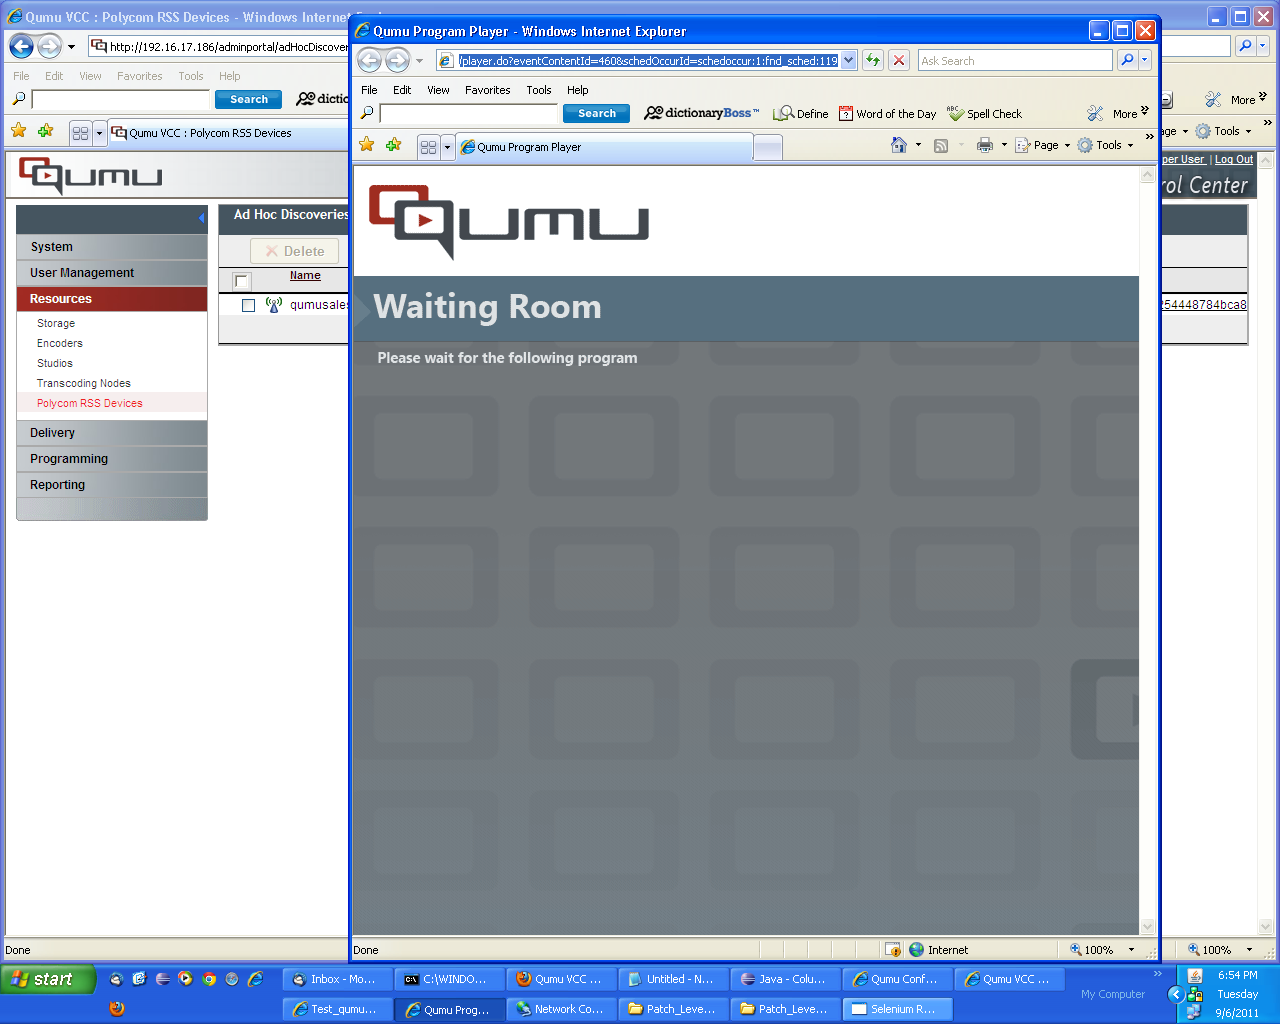 Qumu VCC : Polycom RSS Devices - Windows Internet Expl
http://192.16.17.186/adminportal/adHocDiscover
File Edit View Favorites Tools Help
Search
More »
Qumu VCC : Polycom RSS Devices
Tools
Qumu
per User | Log Out
rol Center
System
User Management
Resources
Storage
Encoders
Studios
Transcoding Nodes
Polycom RSS Devices
Delivery
Programming
Reporting
Ad Hoc Discoveries
Delete
Name
qumusales
254448784bca8
Done
100%
Qumu Program Player - Windows Internet Explorer
/player.do?eventContentId=460&schedOccurId=schedoccur:1:fnd_sched:119
Ask Search
File Edit View Favorites Tools Help
Search
dictionaryBoss™
Define
Word of the Day
Spell Check
More »
Qumu Program Player
Page
Tools
Qumu
Waiting Room
Please wait for the following program
Done
Internet
100%
start
Inbox - Mo...
C:\WINDO...
Qumu VCC ...
Untitled - N...
Java - Colu...
Qumu Conf...
Qumu VCC ...
Test_qumu...
Qumu Prog...
Network Co...
Patch_Leve...
Patch_Leve...
Selenium R...
My Computer
6:54 PM
Tuesday
9/6/2011